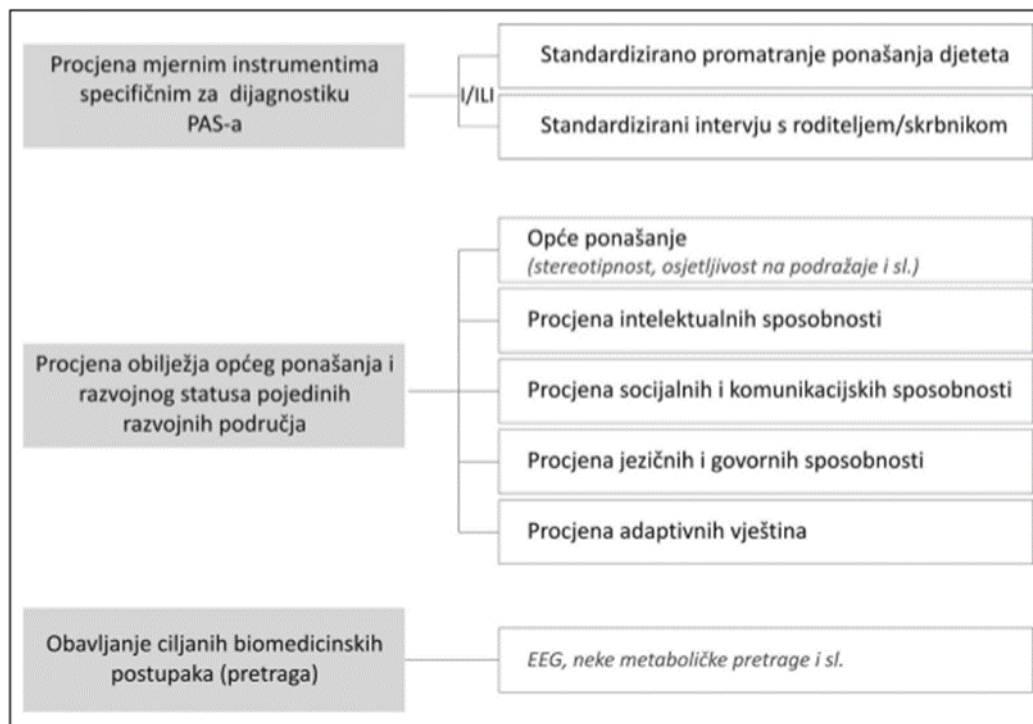 Procjena mjernim instrumentima
specifičnim za dijagnostiku
PAS-a
I/ILI
Standardizirano promatranje ponašanja djeteta
Standardizirani intervju s roditeljem/skrbnikom
Procjena obilježja općeg ponašanja i
razvojnog statusa pojedinih
razvojnih područja
Opće ponašanje
(stereotipnost, osjetljivost na podražaje i sl.)
Procjena intelektualnih sposobnosti
Procjena socijalnih i komunikacijskih sposobnosti
Procjena jezičnih i govornih sposobnosti
Procjena adaptivnih vještina
Obavljanje ciljanih biomedicinskih
postupaka (pretraga)
EEG, neke metaboličke pretrage i sl.